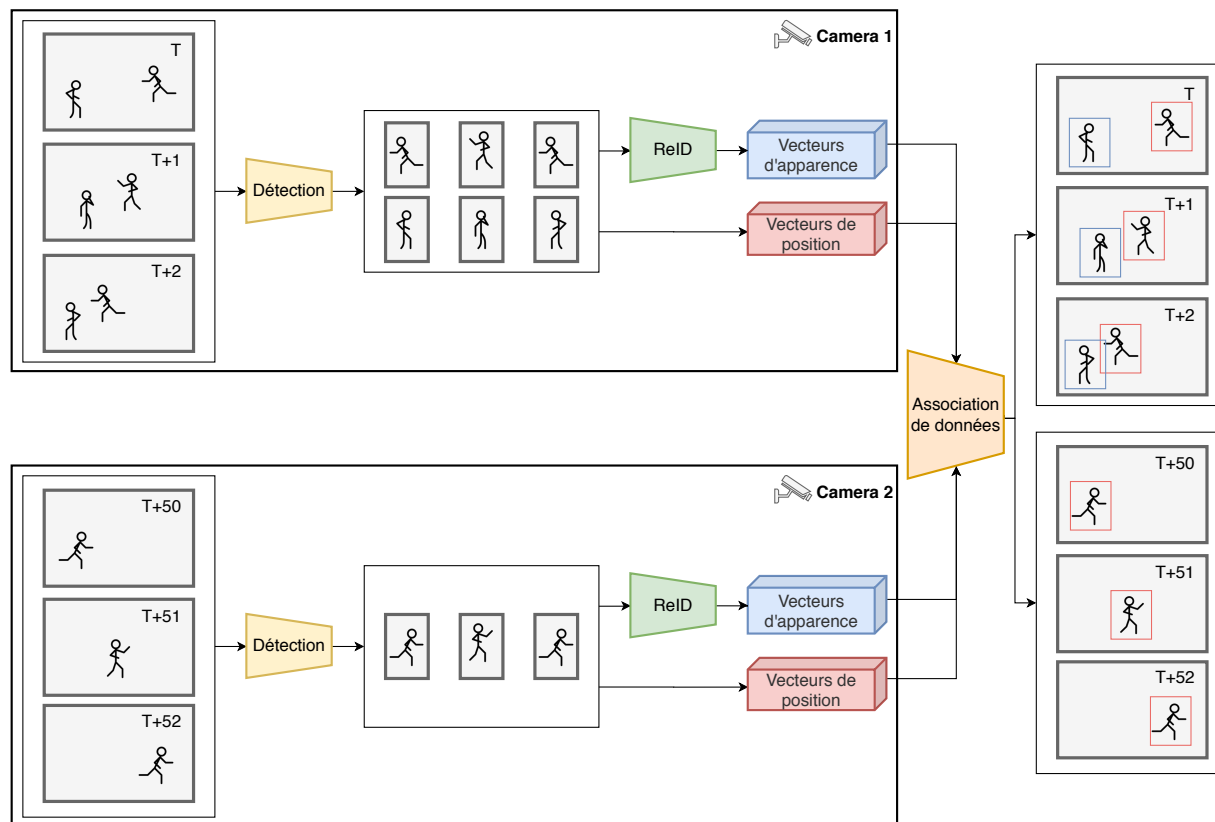 Camera 1
T
T+1
T+2
Détection
ReID
Vecteurs
d'apparence
Vecteurs de
position
Camera 2
T+50
T+51
T+52
Détection
ReID
Vecteurs
d'apparence
Vecteurs de
position
Association
de données
T
T+1
T+2
T+50
T+51
T+52